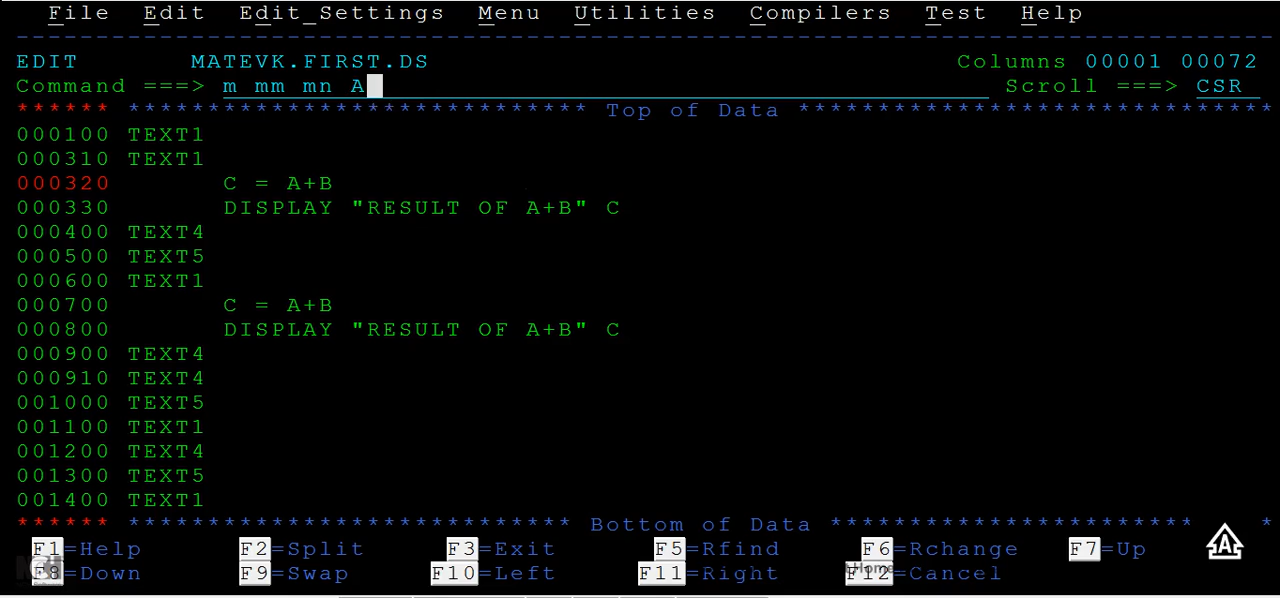 File Edit Edit_Settings Menu Utilities Compilers Test Help
EDIT MATEVK.FIRST.DS Columns 00001 00072
Command ===> m mm mn A Scroll ===> CSR
****** ***************************** Top of Data ******************************
000100 TEXT1
000310 TEXT1
000320 C = A+B
000330 DISPLAY "RESULT OF A+B" C
000400 TEXT4
000500 TEXT5
000600 TEXT1
000700 C = A+B
000800 DISPLAY "RESULT OF A+B" C
000900 TEXT4
000910 TEXT4
001000 TEXT5
001100 TEXT1
001200 TEXT4
001300 TEXT5
001400 TEXT1
****** **************************** Bottom of Data *********************** *
F1=Help F2=Split F3=Exit F5=Rfind F6=Rchange F7=Up
F8=Down F9=Swap F10=Left F11=Right F12=Cancel
Home
A